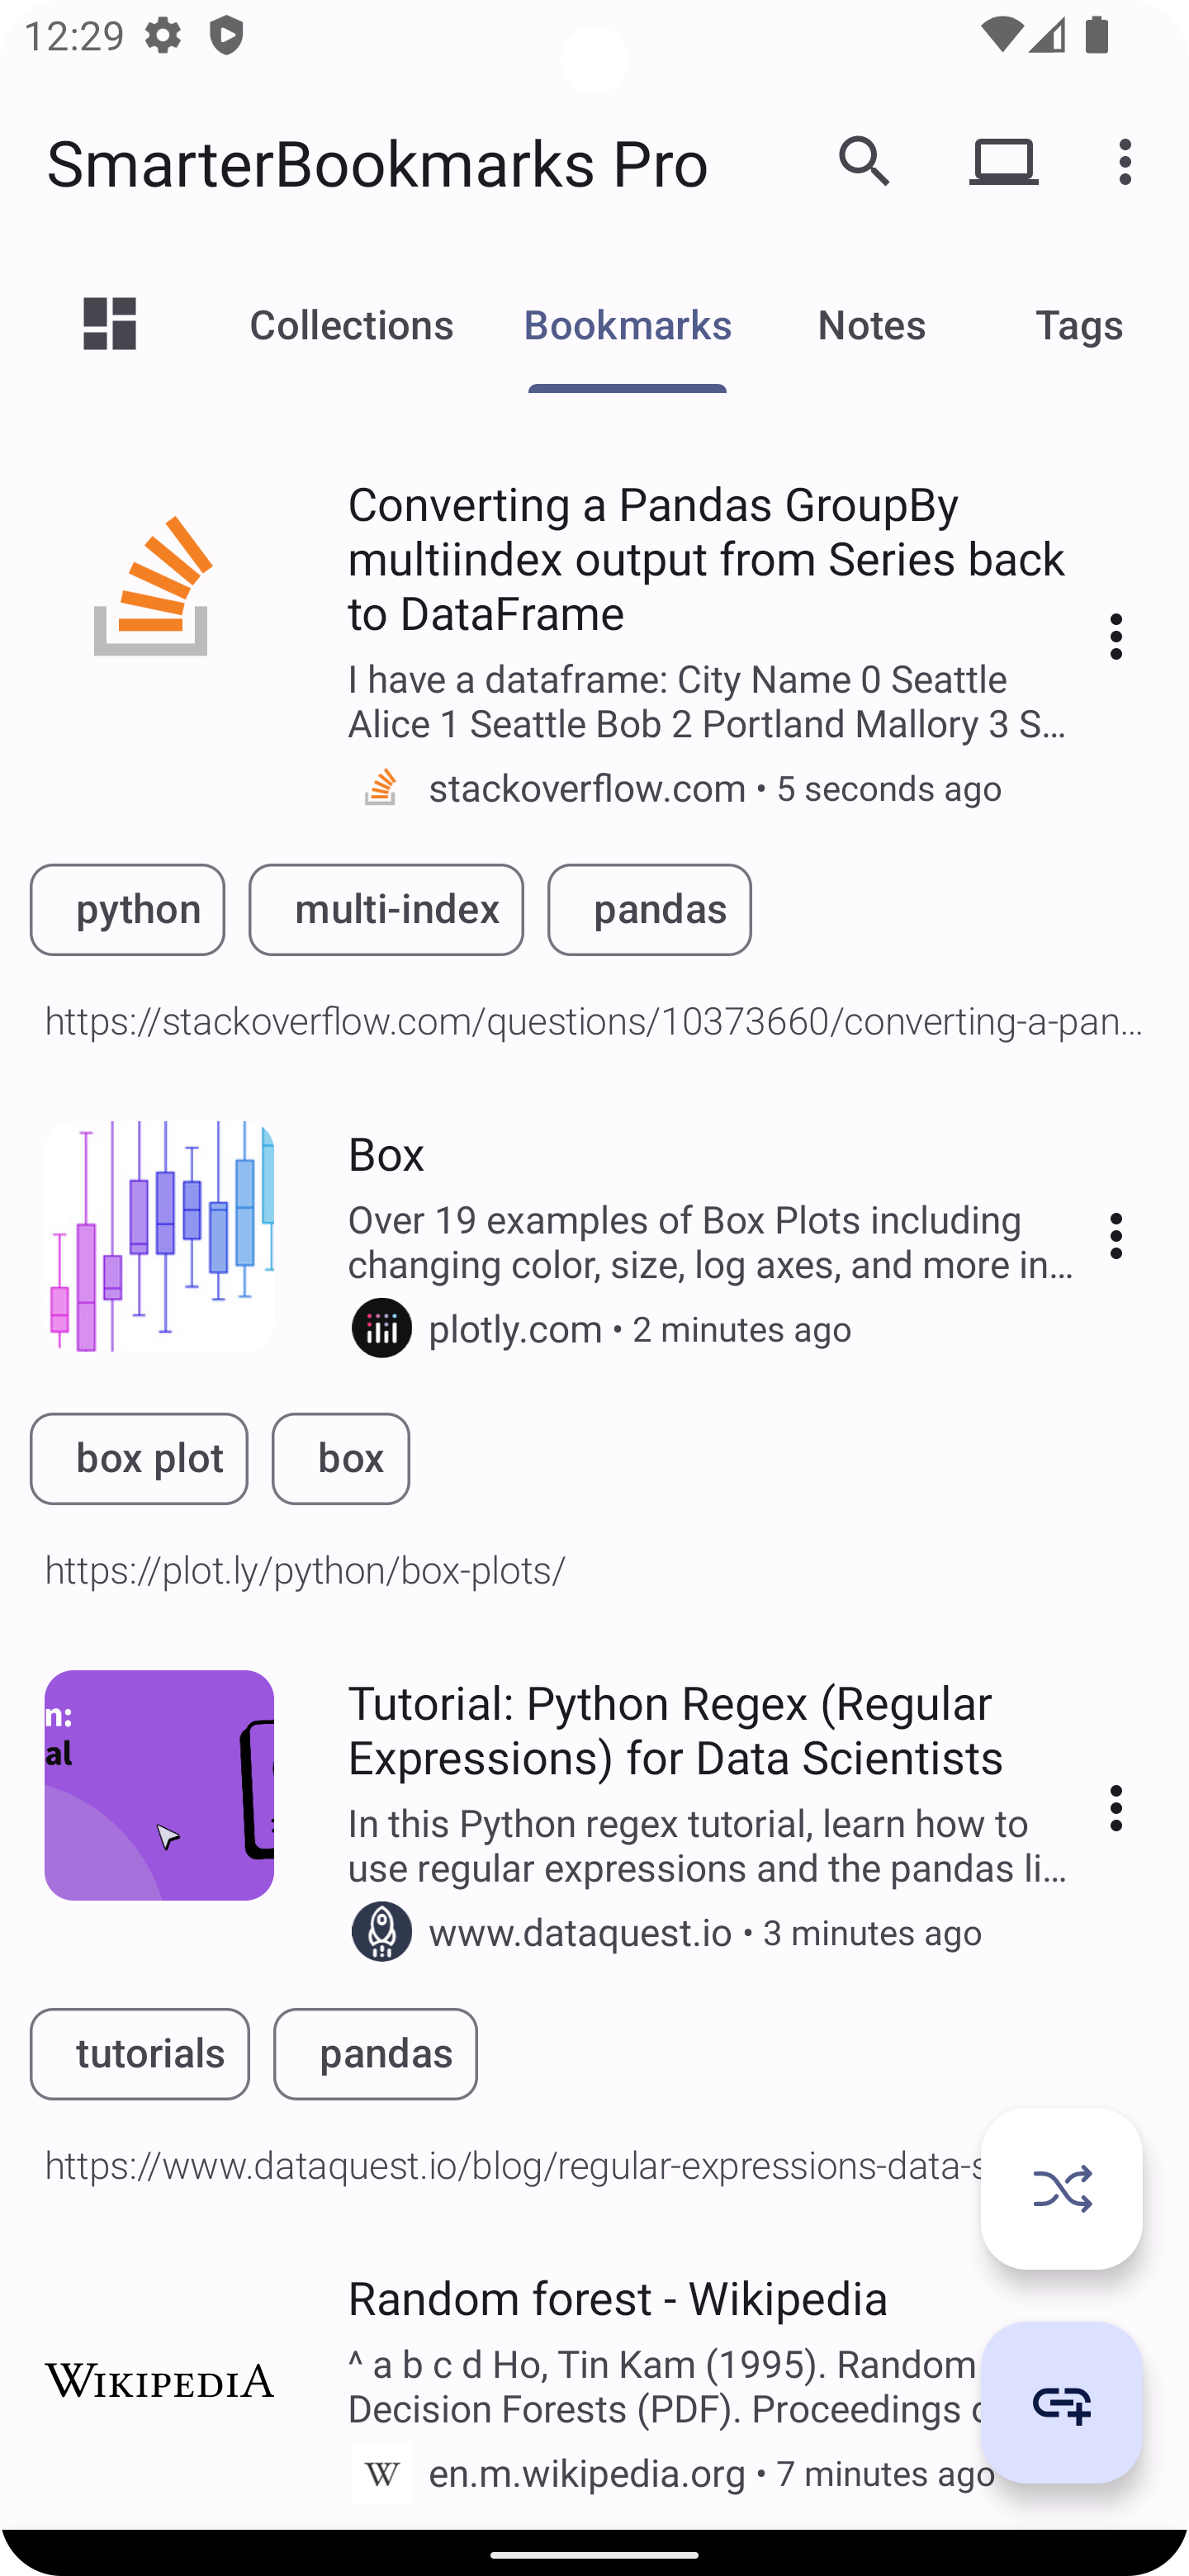 12:29
SmarterBookmarks Pro
Collections
Bookmarks
Notes
Tags
Converting a Pandas GroupBy
multiindex output from Series back
to DataFrame
I have a dataframe: City Name 0 Seattle
Alice 1 Seattle Bob 2 Portland Mallory 3 S...
stackoverflow.com • 5 seconds ago
python
multi-index
pandas
https://stackoverflow.com/questions/10373660/converting-a-pan...
Box
Over 19 examples of Box Plots including
changing color, size, log axes, and more in...
plotly.com • 2 minutes ago
box plot
box
https://plot.ly/python/box-plots/
n:
al
Tutorial: Python Regex (Regular
Expressions) for Data Scientists
In this Python regex tutorial, learn how to
use regular expressions and the pandas li...
www.dataquest.io • 3 minutes ago
tutorials
pandas
https://www.dataquest.io/blog/regular-expressions-data-s
WIKIPEDIA
Random forest - Wikipedia
^ a b c d Ho, Tin Kam (1995). Random
Decision Forests (PDF). Proceedings
W
en.m.wikipedia.org • 7 minutes ago